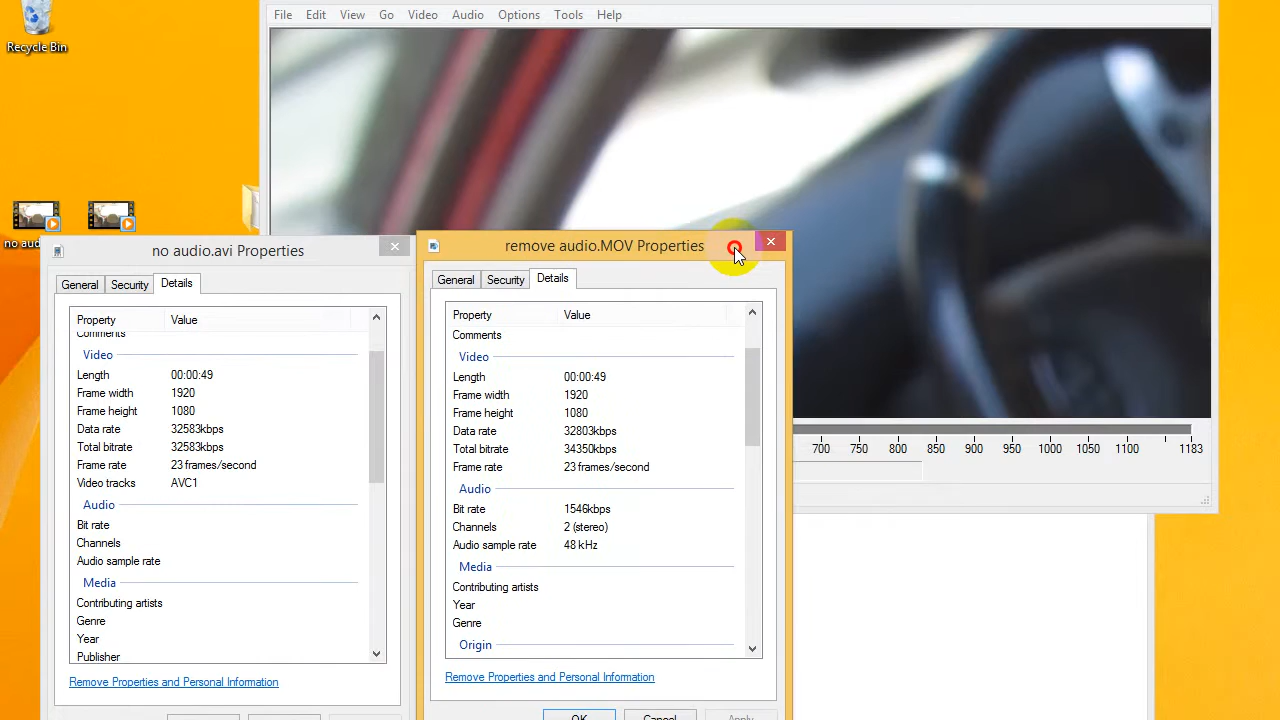 File Edit View Go Video Audio Options Tools Help
Recycle Bin
no aud
700 750 800 850 900 950 1000 1050 1100 1183
no audio.avi Properties
General Security Details
Property Value
Comments
Video
Length 00:00:49
Frame width 1920
Frame height 1080
Data rate 32583kbps
Total bitrate 32583kbps
Frame rate 23 frames/second
Video tracks AVC1
Audio
Bit rate
Channels
Audio sample rate
Media
Contributing artists
Genre
Year
Publisher
Remove Properties and Personal Information
remove audio.MOV Properties
General Security Details
Property Value
Comments
Video
Length 00:00:49
Frame width 1920
Frame height 1080
Data rate 32803kbps
Total bitrate 34350kbps
Frame rate 23 frames/second
Audio
Bit rate 1546kbps
Channels 2 (stereo)
Audio sample rate 48 kHz
Media
Contributing artists
Year
Genre
Origin
Remove Properties and Personal Information
OK Cancel Apply